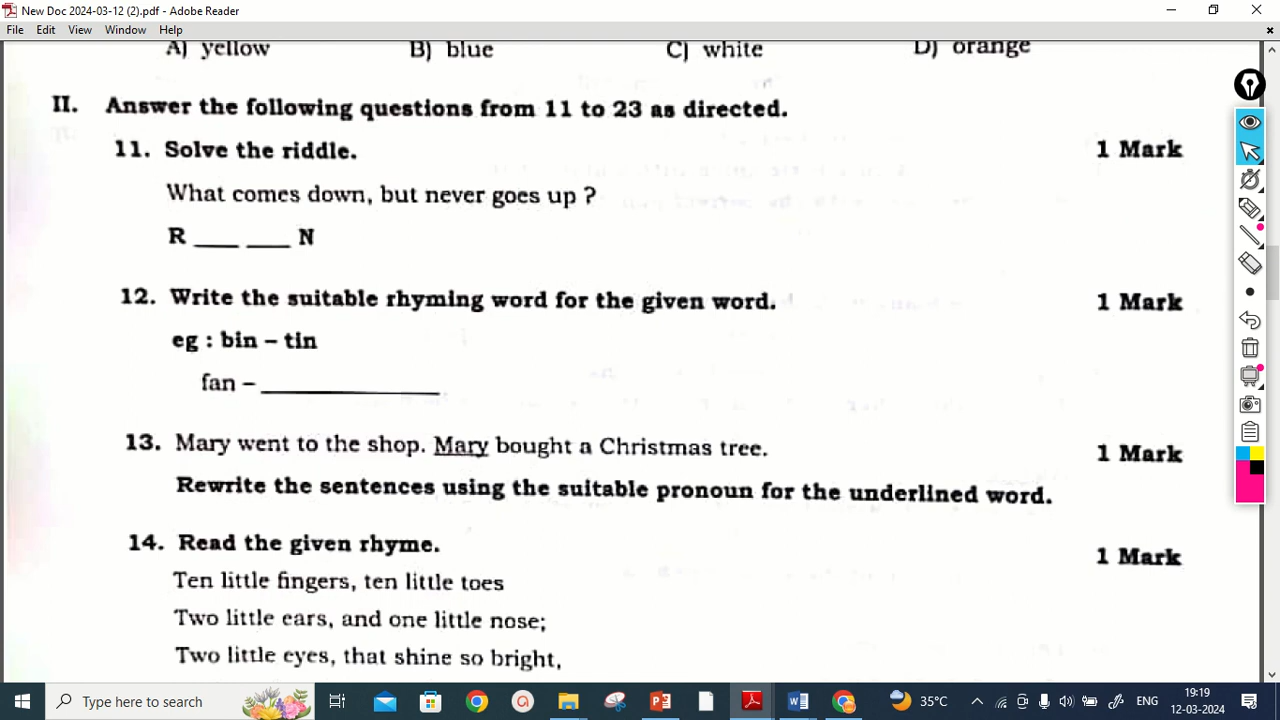 New Doc 2024-03-12 (2).pdf - Adobe Reader
File Edit View Window Help
A) yellow B) blue C) white D) orange
II. Answer the following questions from 11 to 23 as directed.
11. Solve the riddle. 1 Mark
What comes down, but never goes up ?
R ___ ___ N
12. Write the suitable rhyming word for the given word. 1 Mark
eg : bin – tin
fan – ____________
13. Mary went to the shop. Mary bought a Christmas tree. 1 Mark
Rewrite the sentences using the suitable pronoun for the underlined word.
14. Read the given rhyme. 1 Mark
Ten little fingers, ten little toes
Two little ears, and one little nose;
Two little eyes, that shine so bright,
Type here to search 35°C ENG 19:19
12-03-2024